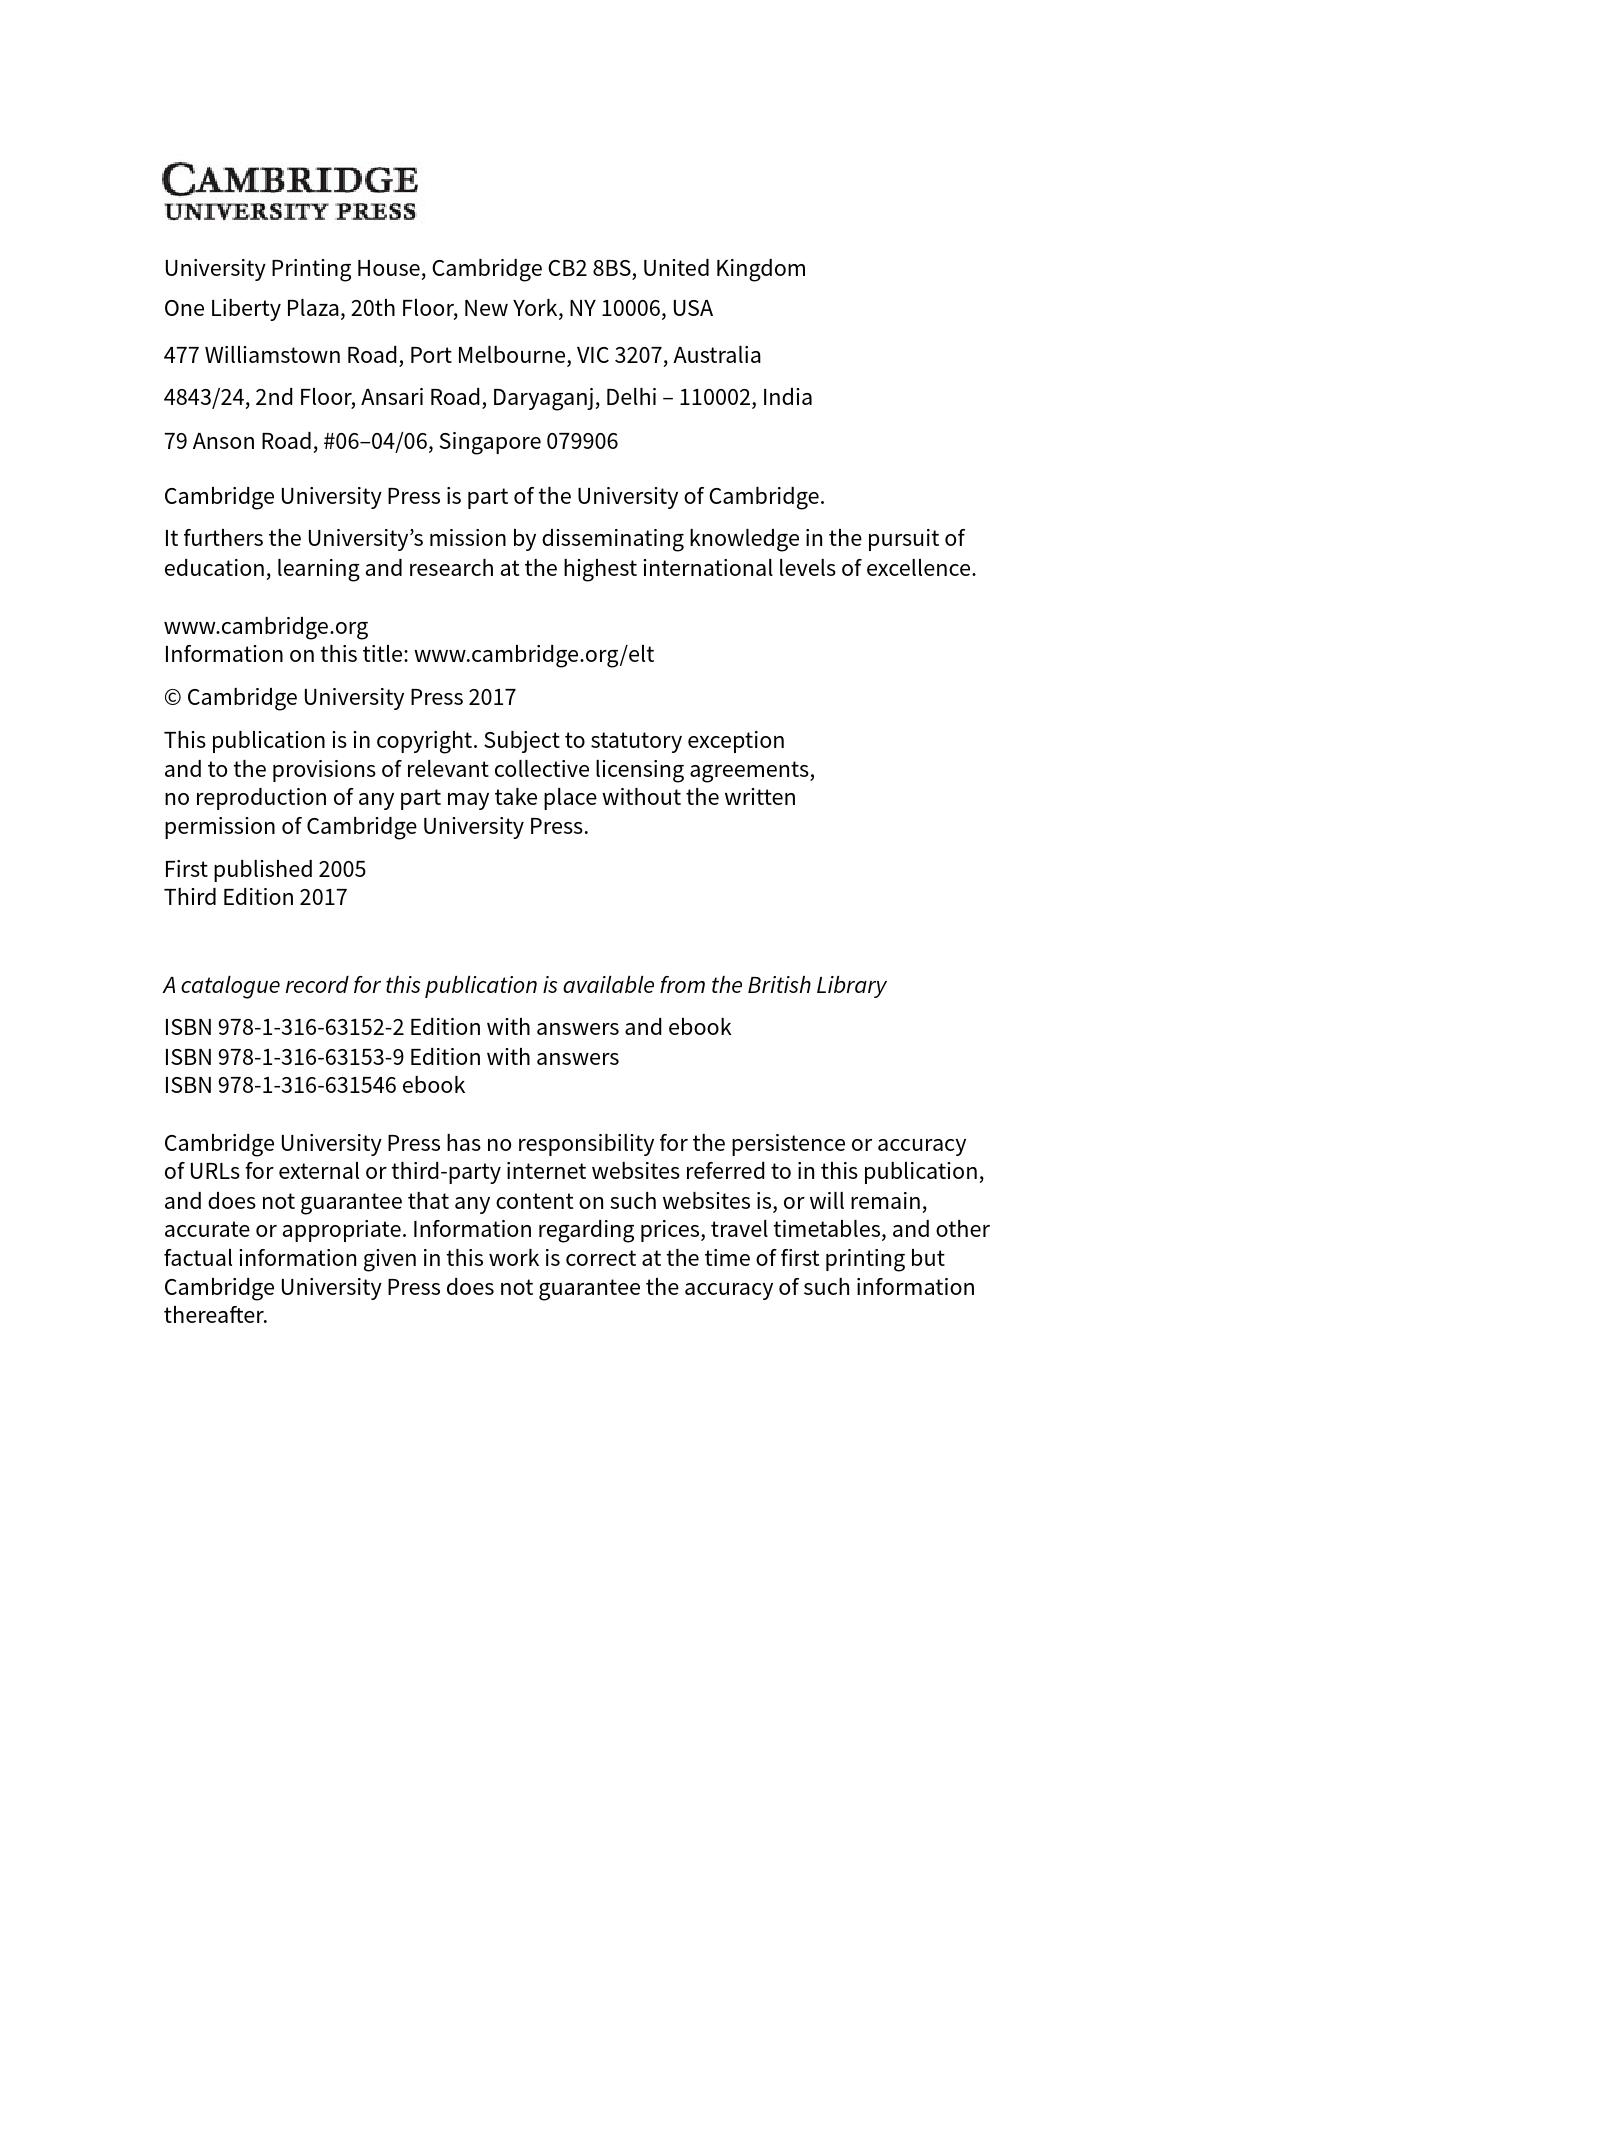 CAMBRIDGE
UNIVERSITY PRESS
University Printing House, Cambridge CB2 8BS, United Kingdom
One Liberty Plaza, 20th Floor, New York, NY 10006, USA
477 Williamstown Road, Port Melbourne, VIC 3207, Australia
4843/24, 2nd Floor, Ansari Road, Daryaganj, Delhi – 110002, India
79 Anson Road, #06–04/06, Singapore 079906
Cambridge University Press is part of the University of Cambridge.
It furthers the University’s mission by disseminating knowledge in the pursuit of
education, learning and research at the highest international levels of excellence.
www.cambridge.org
Information on this title: www.cambridge.org/elt
© Cambridge University Press 2017
This publication is in copyright. Subject to statutory exception
and to the provisions of relevant collective licensing agreements,
no reproduction of any part may take place without the written
permission of Cambridge University Press.
First published 2005
Third Edition 2017
A catalogue record for this publication is available from the British Library
ISBN 978-1-316-63152-2 Edition with answers and ebook
ISBN 978-1-316-63153-9 Edition with answers
ISBN 978-1-316-631546 ebook
Cambridge University Press has no responsibility for the persistence or accuracy
of URLs for external or third-party internet websites referred to in this publication,
and does not guarantee that any content on such websites is, or will remain,
accurate or appropriate. Information regarding prices, travel timetables, and other
factual information given in this work is correct at the time of first printing but
Cambridge University Press does not guarantee the accuracy of such information
thereafter.